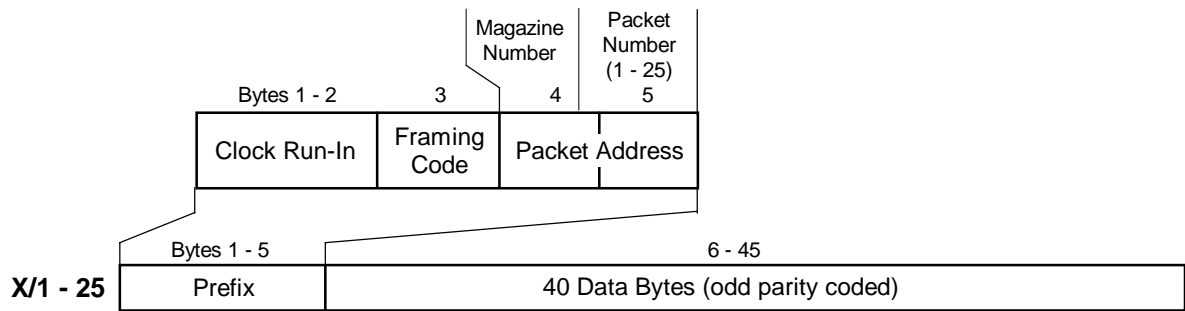 Magazine
Number
Packet
Number
(1 - 25)
Bytes 1 - 2
3
4
5
Clock Run-In
Framing
Code
Packet Address
Bytes 1 - 5
6 - 45
X/1 - 25
Prefix
40 Data Bytes (odd parity coded)